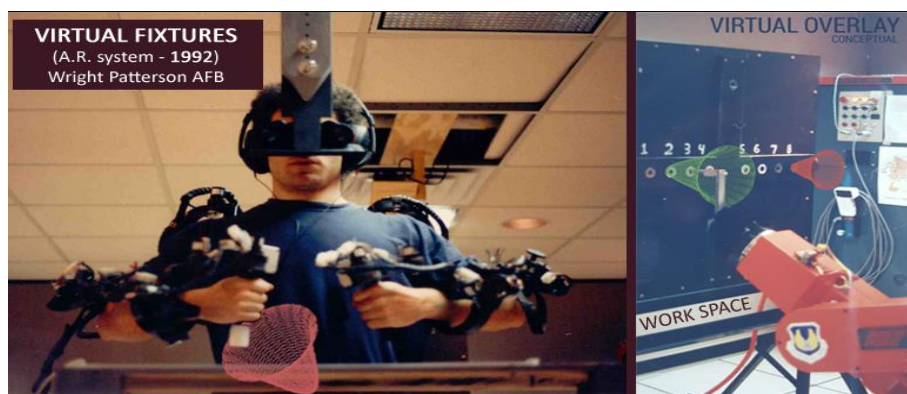 VIRTUAL FIXTURES
(A.R. system - 1992)
Wright Patterson AFB
VIRTUAL OVERLAY
CONCEPTUAL
1 2 3 4 5 6 7 8
WORK SPACE